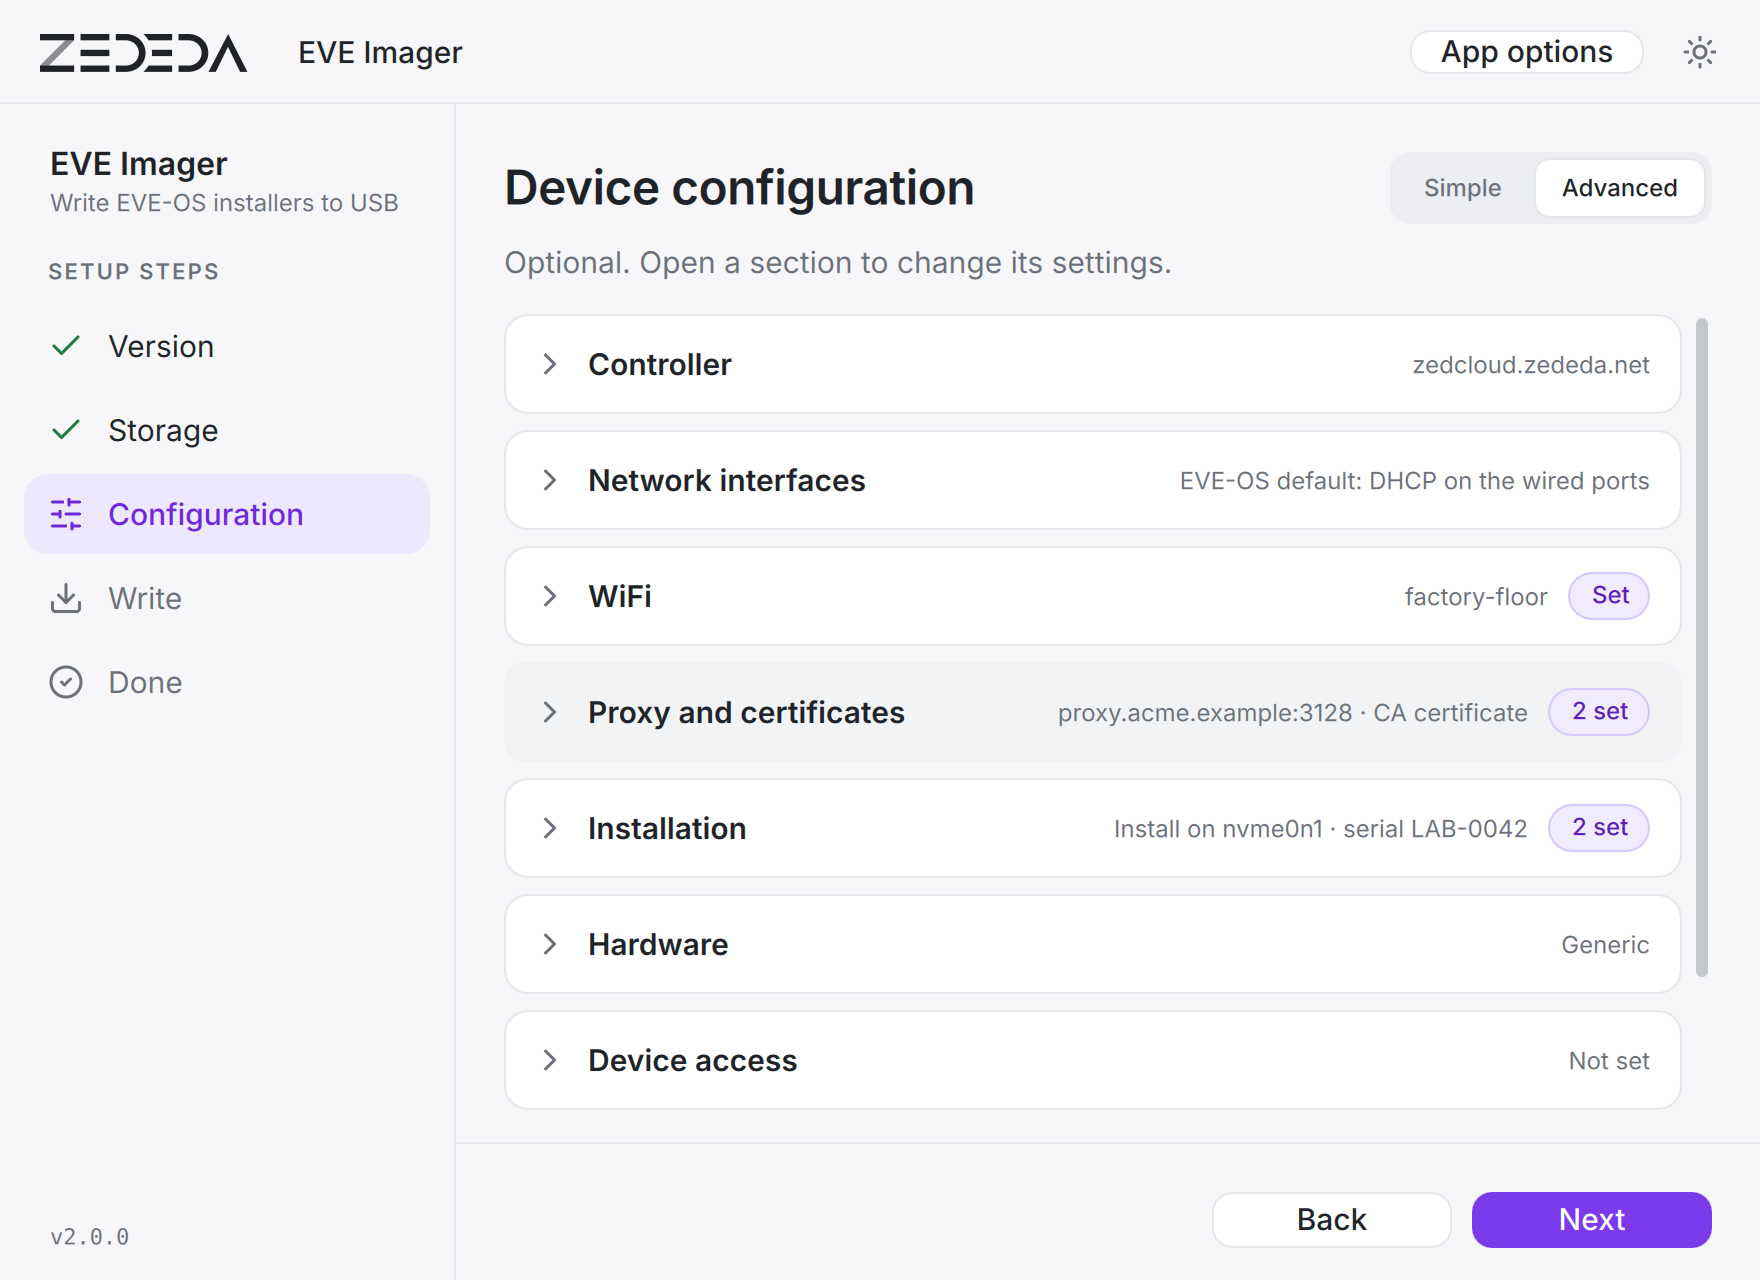 ZEDEDA
EVE Imager
App options
EVE Imager
Write EVE-OS installers to USB
SETUP STEPS
Version
Storage
Configuration
Write
Done
v2.0.0
Device configuration
Simple
Advanced
Optional. Open a section to change its settings.
Controller
zedcloud.zededa.net
Network interfaces
EVE-OS default: DHCP on the wired ports
WiFi
factory-floor
Set
Proxy and certificates
proxy.acme.example:3128 · CA certificate
2 set
Installation
Install on nvme0n1 · serial LAB-0042
2 set
Hardware
Generic
Device access
Not set
Back
Next